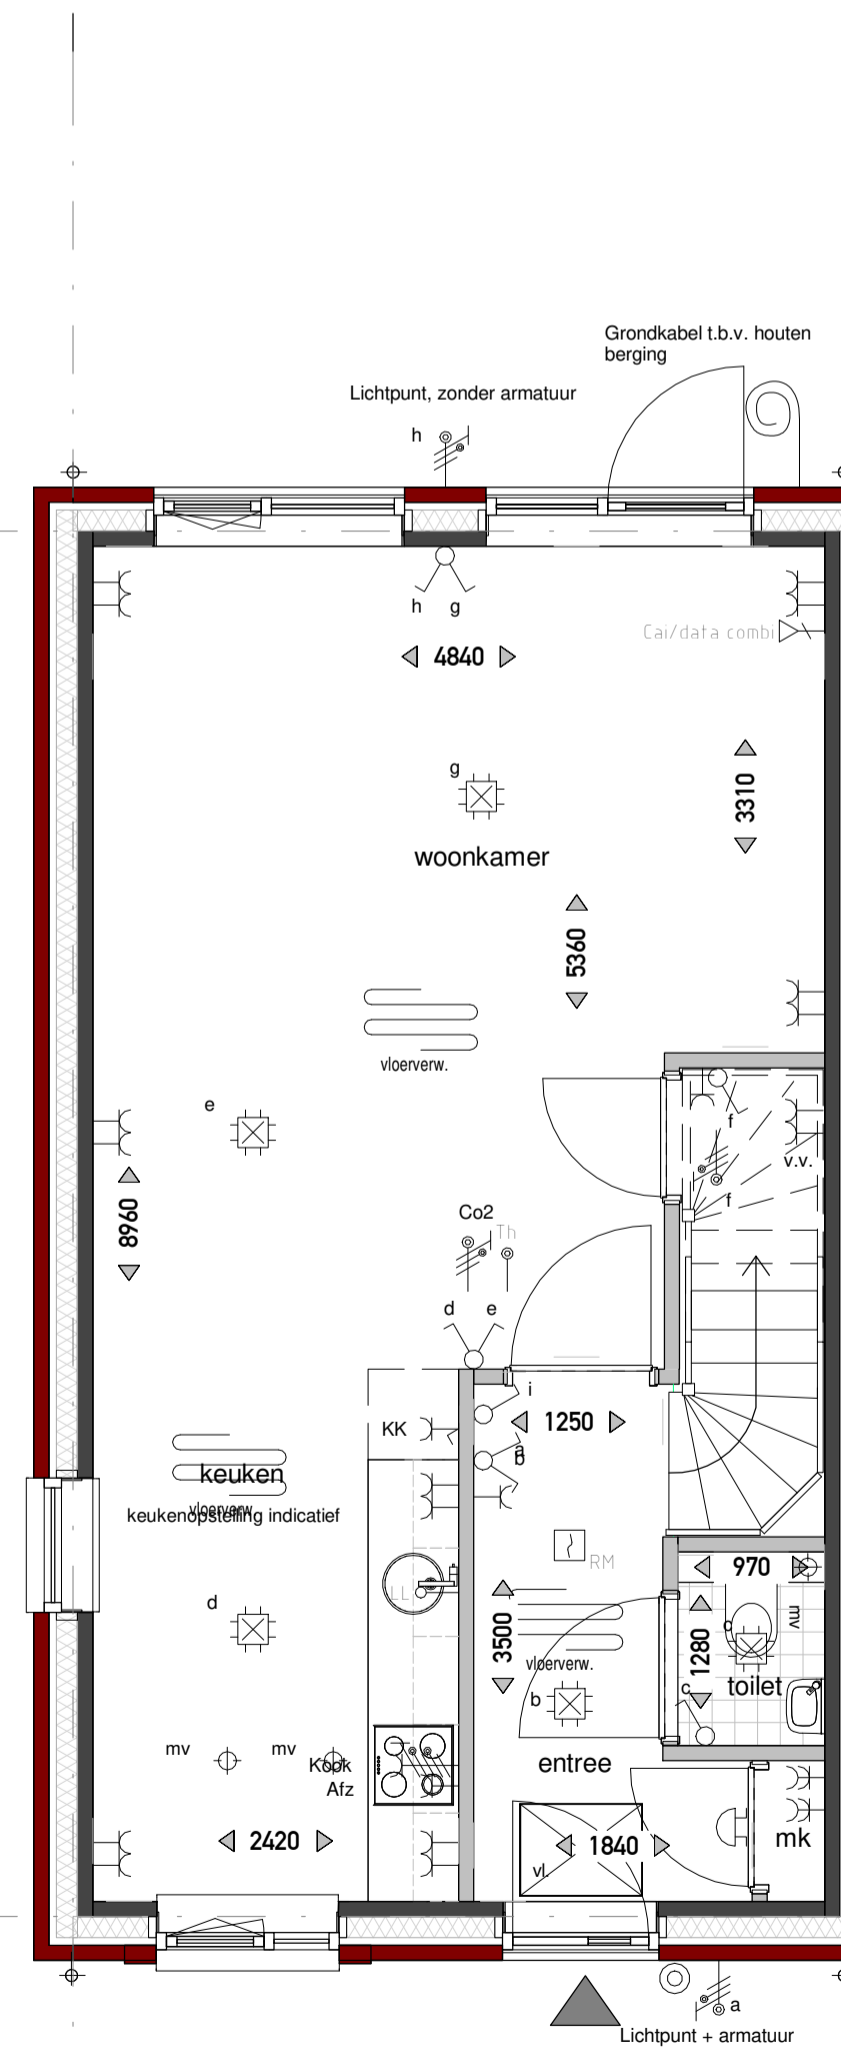 Grondkabel t.b.v. houten
berging
Lichtpunt, zonder armatuur
h
h g
Cai/data combi
4840
3310
g
woonkamer
5360
vloerverw.
e
f
v.v.
f
8960
Co2
Th
d e
i
1250
KK
a
b
keuken
vloerverw.
keukenopstelling indicatief
RM
970
LL
d
3500
mv
1280
c
vloerverw.
c
toilet
b
mv mv
Kook
Afz
entree
2420
1840
mk
vl.
a
Lichtpunt + armatuur